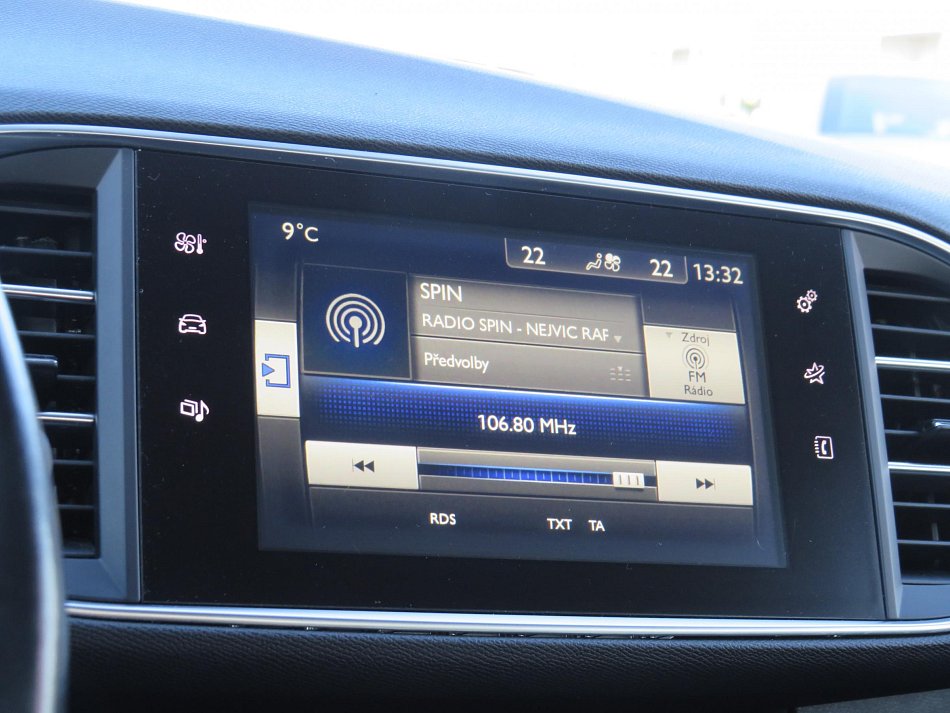 9°C
22 22 13:32
SPIN
RADIO SPIN - NEJVIC RAF
Předvolby
Zdroj
FM
Rádio
106.80 MHz
RDS TXT TA